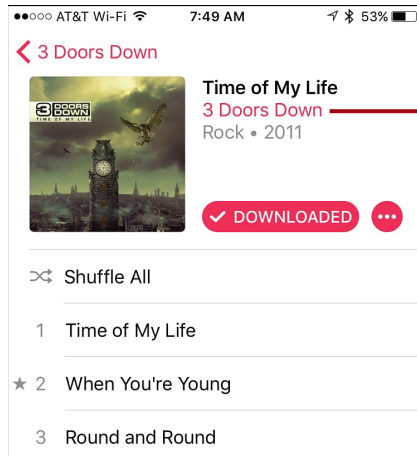 AT&T Wi-Fi 7:49 AM 53%
3 Doors Down
3 DOORS DOWN
TIME OF MY LIFE
Time of My Life
3 Doors Down
Rock • 2011
DOWNLOADED
Shuffle All
1 Time of My Life
★ 2 When You're Young
3 Round and Round